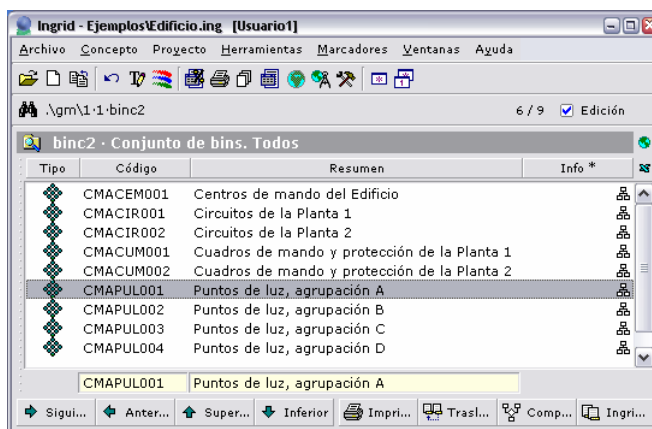 Ingrid - Ejemplos\Edificio.ing [Usuario1]
Archivo Concepto Proyecto Herramientas Marcadores Ventanas Ayuda
.\gm\1·1·binc2 6 / 9 Edición
binc2 · Conjunto de bins. Todos
Tipo Código Resumen Info *
CMACEM001 Centros de mando del Edificio
CMACIR001 Circuitos de la Planta 1
CMACIR002 Circuitos de la Planta 2
CMACUM001 Cuadros de mando y protección de la Planta 1
CMACUM002 Cuadros de mando y protección de la Planta 2
CMAPUL001 Puntos de luz, agrupación A
CMAPUL002 Puntos de luz, agrupación B
CMAPUL003 Puntos de luz, agrupación C
CMAPUL004 Puntos de luz, agrupación D
CMAPUL001 Puntos de luz, agrupación A
Sigui... Anter... Super... Inferior Impri... Trasl... Comp... Ingri...